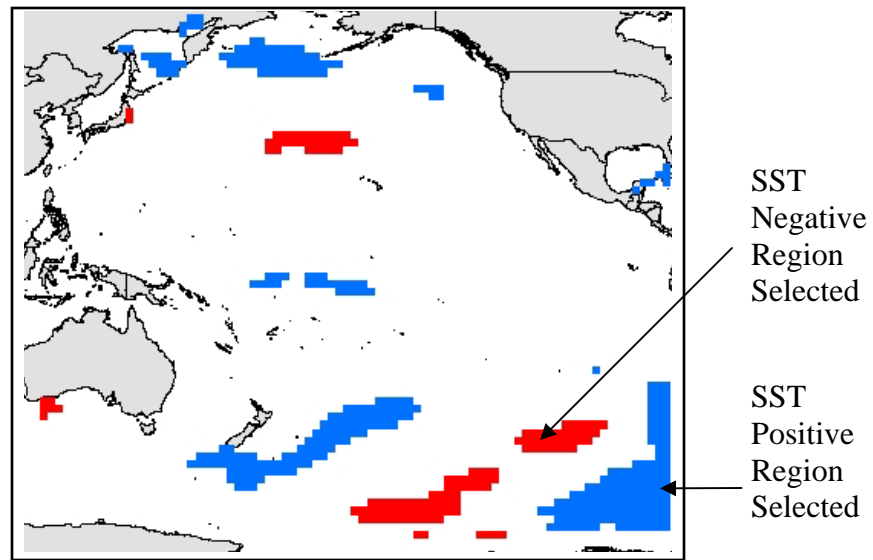 SST
Negative
Region
Selected
SST
Positive
Region
Selected